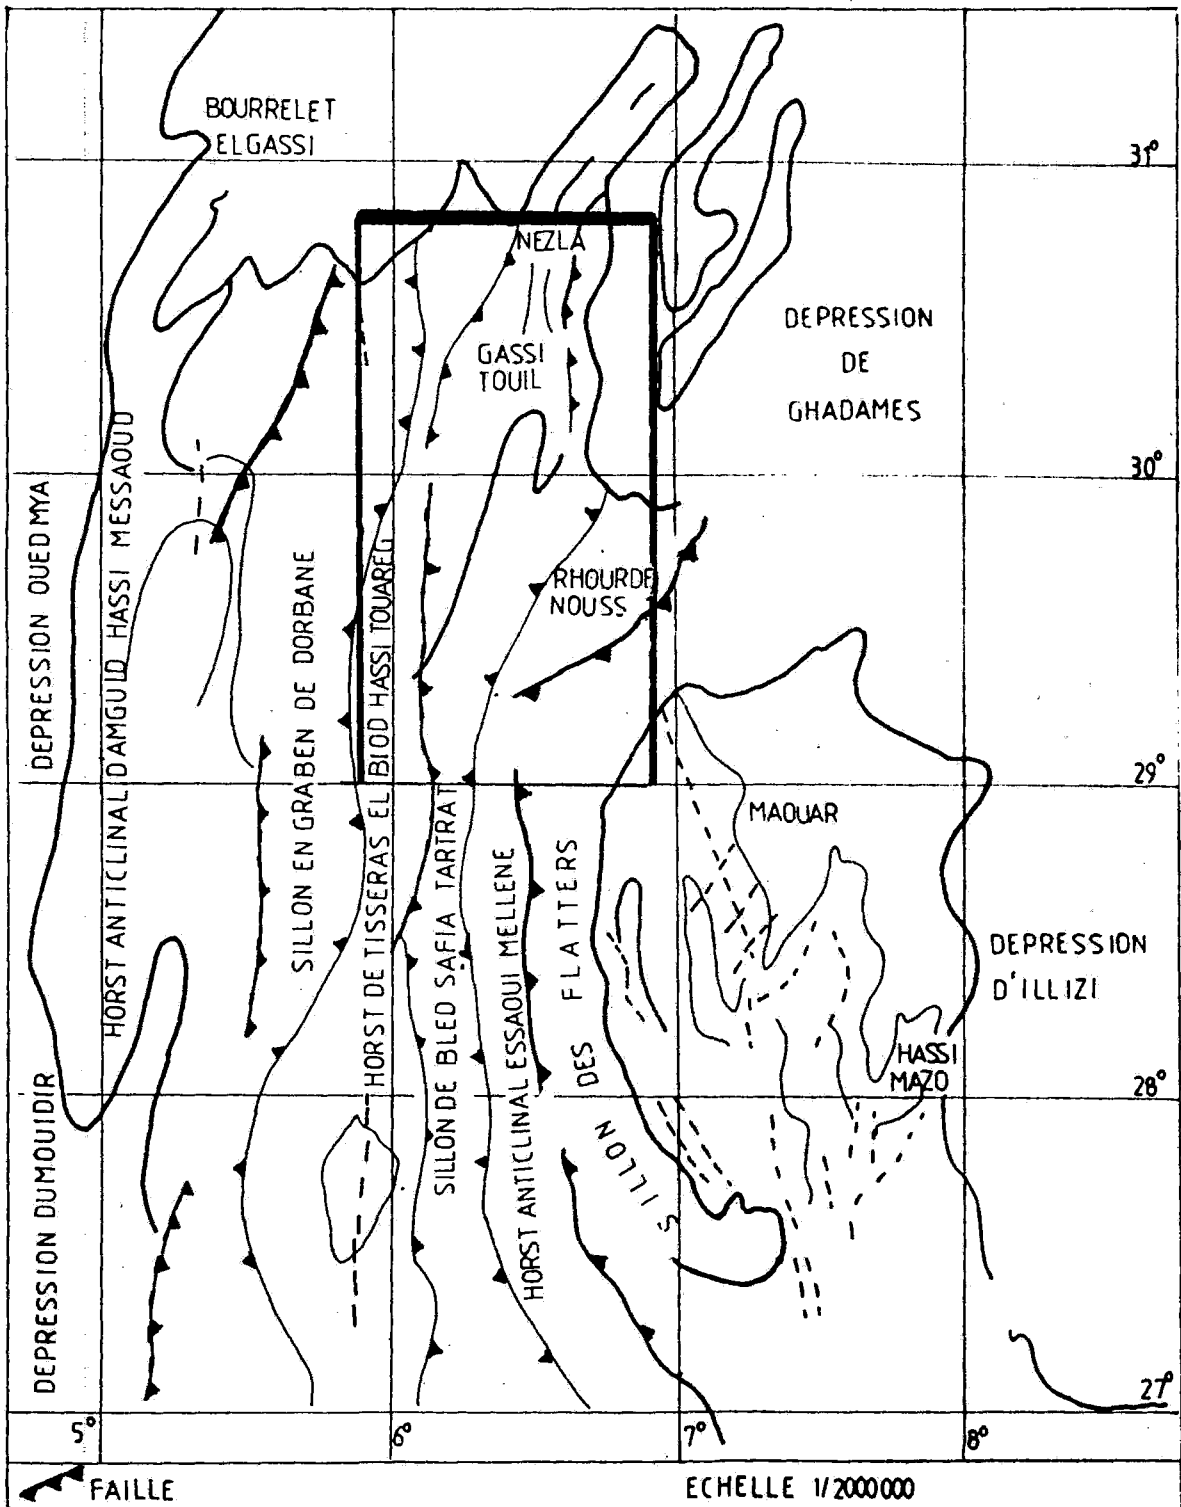 BOURRELET
ELGASSI
31°
NEZLA
GASSI
TOUIL
DEPRESSION
DE
GHADAMES
30°
DEPRESSION OUED MYA
HORST ANTICLINAL DAMGULD HASSI MESSAOUD
SILLON EN GRABEN DE DORBANE
HORST DE TISSERAS EL BIOD HASSI TOUAREG
RHOURDE
NOUSS
29°
SILLON DE BLED SAFIA TARTRAT
HORST ANTICLINAL ESSAOUI MELLENE
SILLON DES FLATTERS
MAOUAR
DEPRESSION
D'ILLIZI
HASSI
MAZO
28°
DEPRESSION DU MOUIDIR
27°
5°
6°
7°
8°
FAILLE
ECHELLE 1/2000000